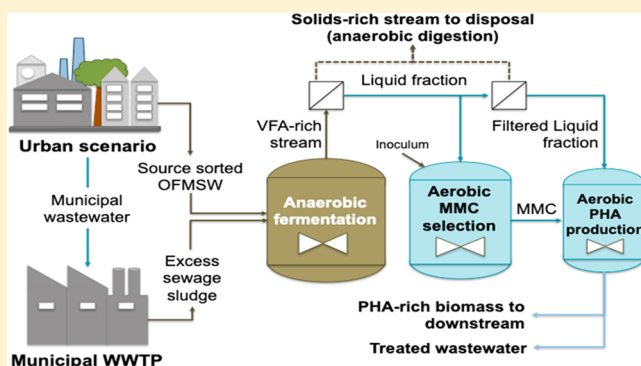 Solids-rich stream to disposal
(anaerobic digestion)
Liquid fraction
Urban scenario
VFA-rich
stream
Filtered Liquid
fraction
Source sorted
OFMSW
Inoculum
Municipal
wastewater
Anaerobic
fermentation
Aerobic
MMC
selection
MMC
Aerobic
PHA
production
Excess
sewage
sludge
PHA-rich biomass to
downstream
Treated wastewater
Municipal WWTP